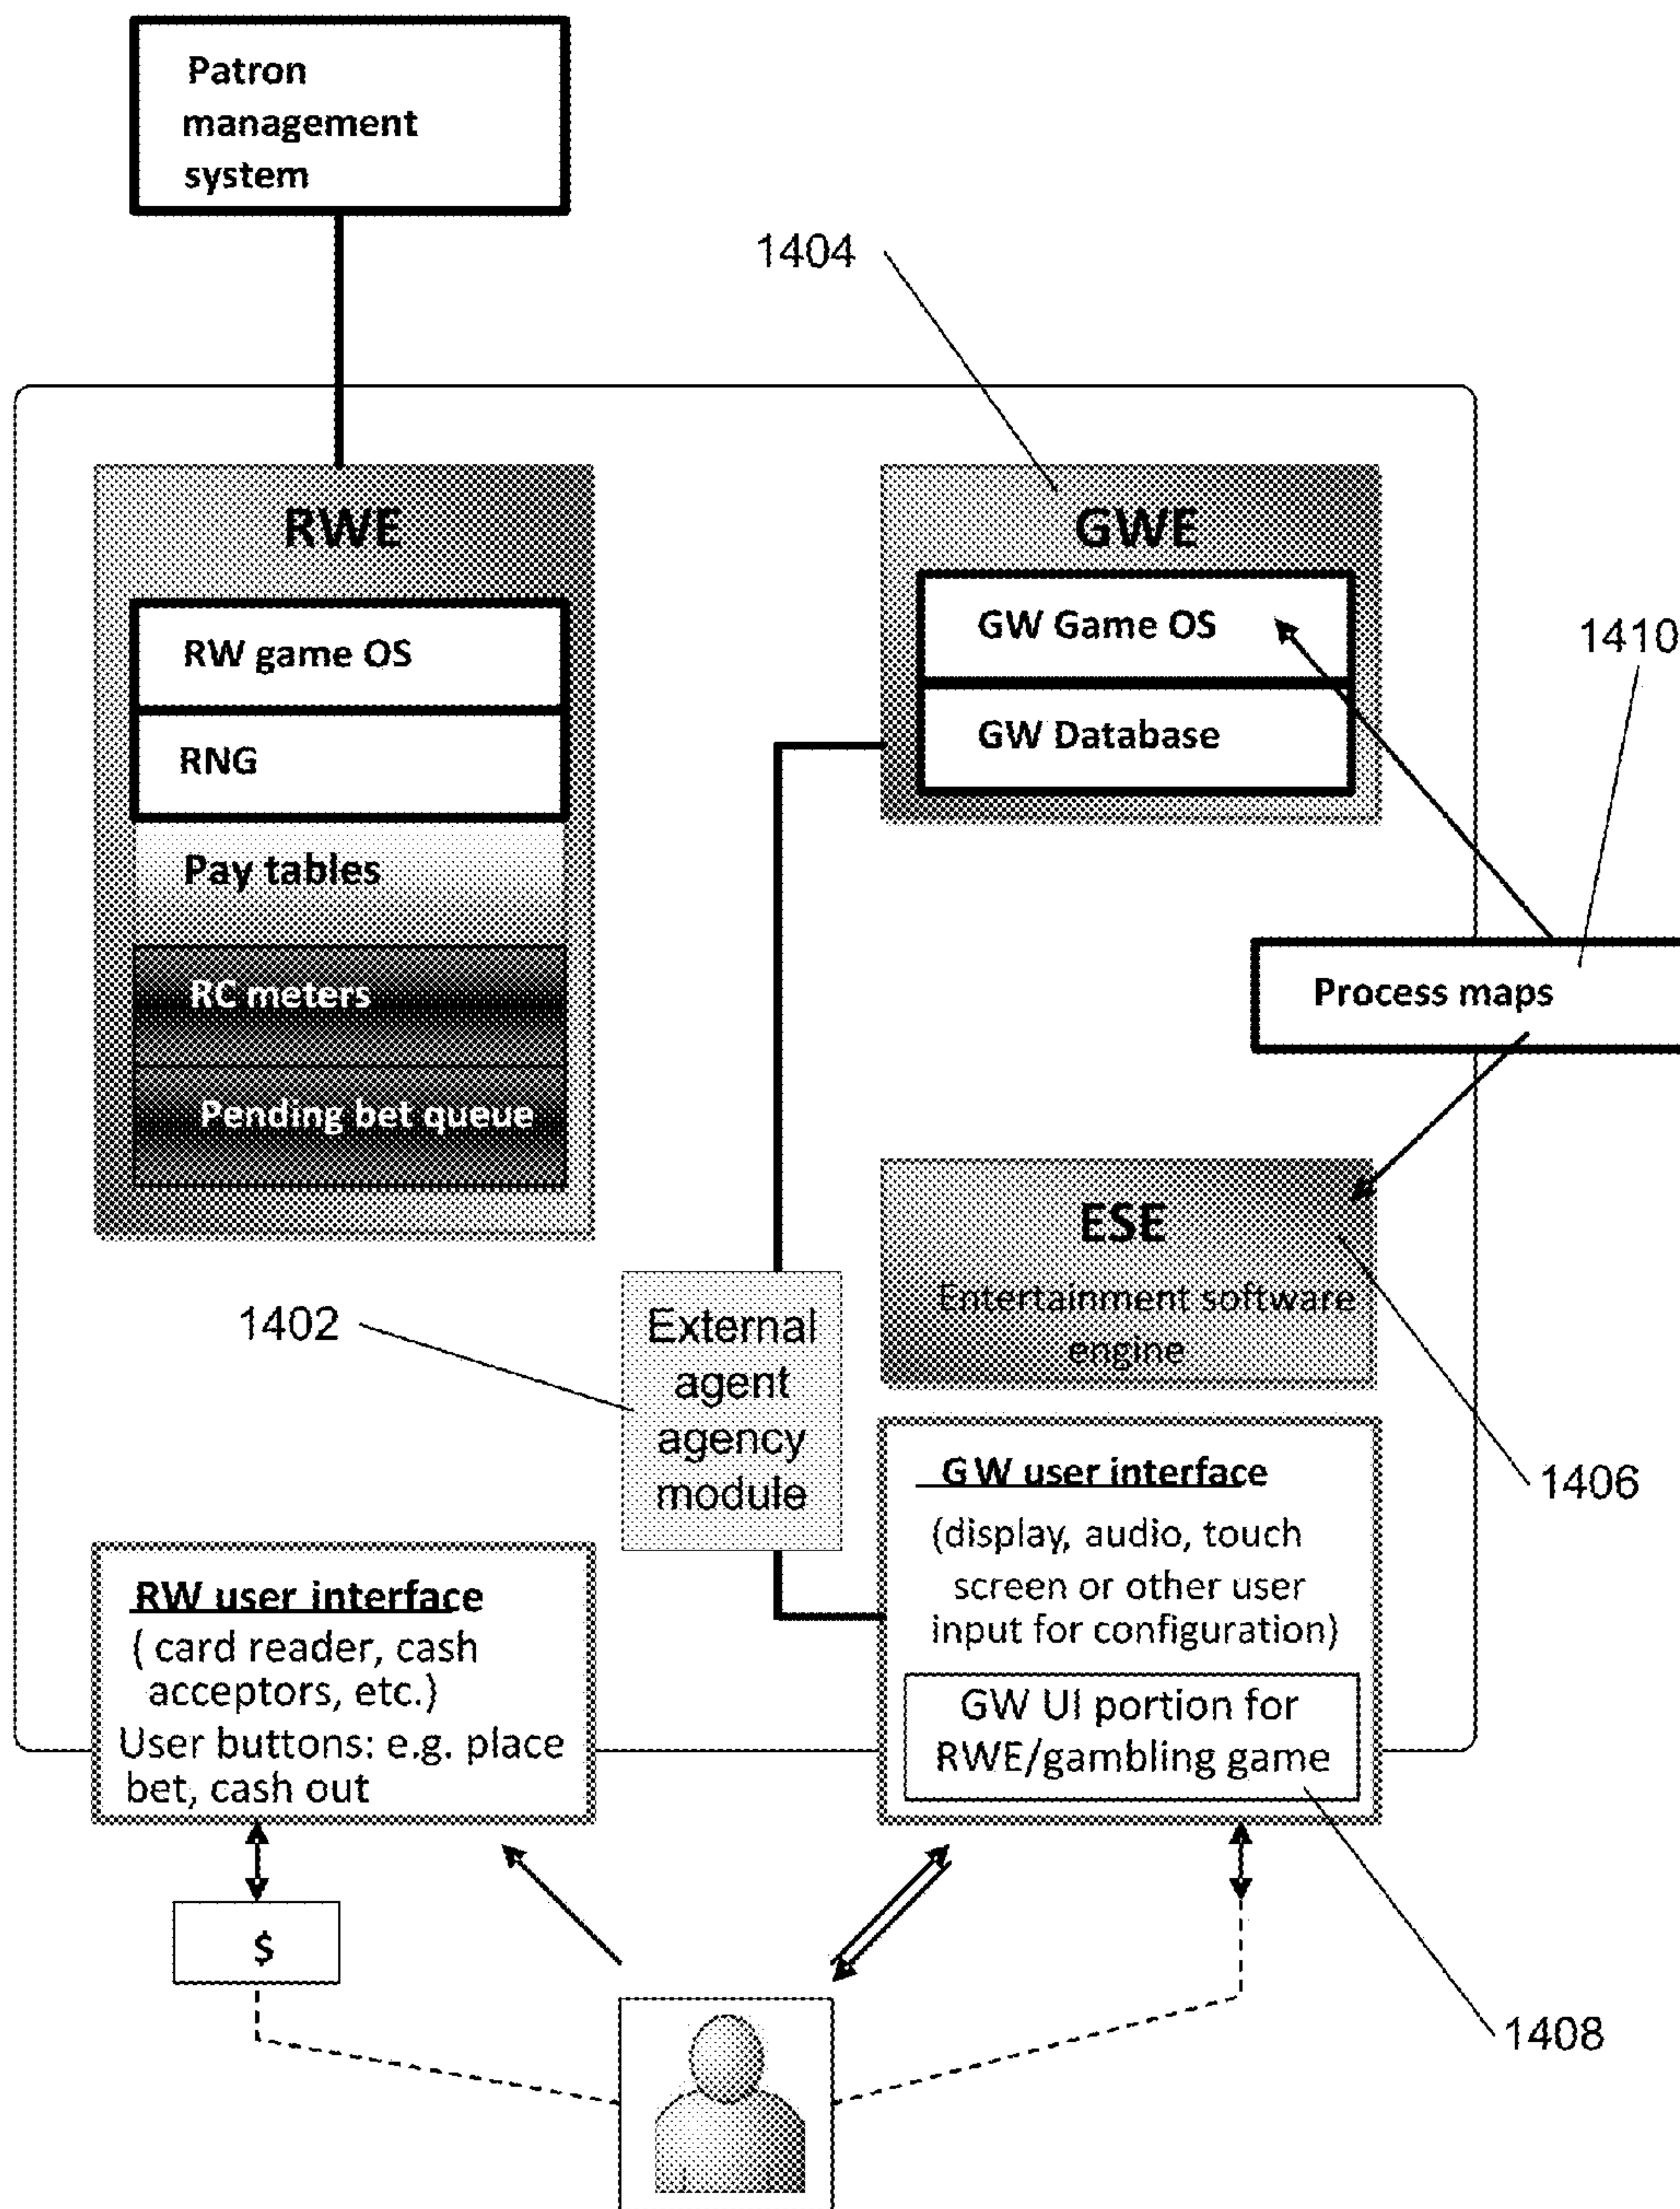 Patron
management
system
1404
RWE
RW game OS
RNG
Pay tables
RC meters
Pending bet queue
GWE
GW Game OS
GW Database
1410
Process maps
ESE
Entertainment software
engine
1402
External
agent
agency
module
1406
GW user interface
(display, audio, touch
screen or other user
input for configuration)
GW UI portion for
RWE/gambling game
RW user interface
( card reader, cash
acceptors, etc.)
User buttons: e.g. place
bet, cash out
$
1408